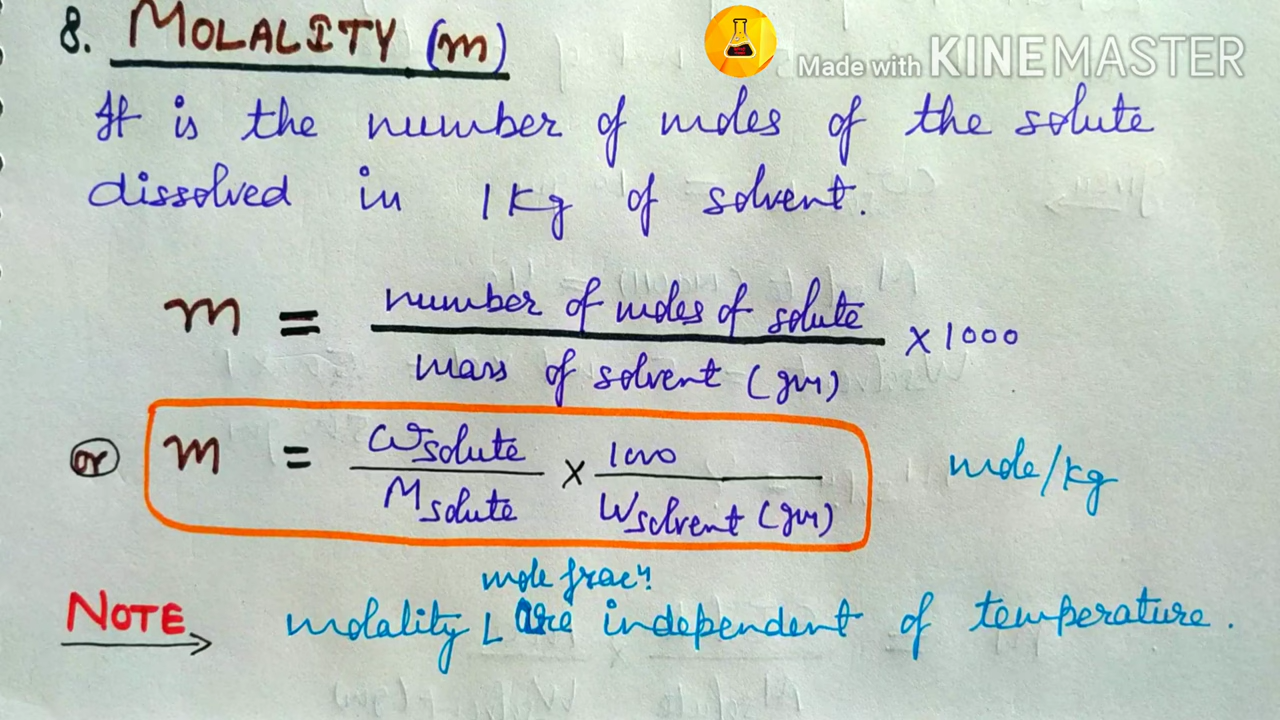 8. MOLALITY (m)
Made with KINEMASTER
It is the number of moles of the solute
dissolved in 1 Kg of solvent.
m = number of moles of solute / mass of solvent (gm) × 1000
or m = Wsolute / Msolute × 1000 / Wsolvent (gm) mole/kg
mole fracn.
NOTE molality, are independent of temperature.